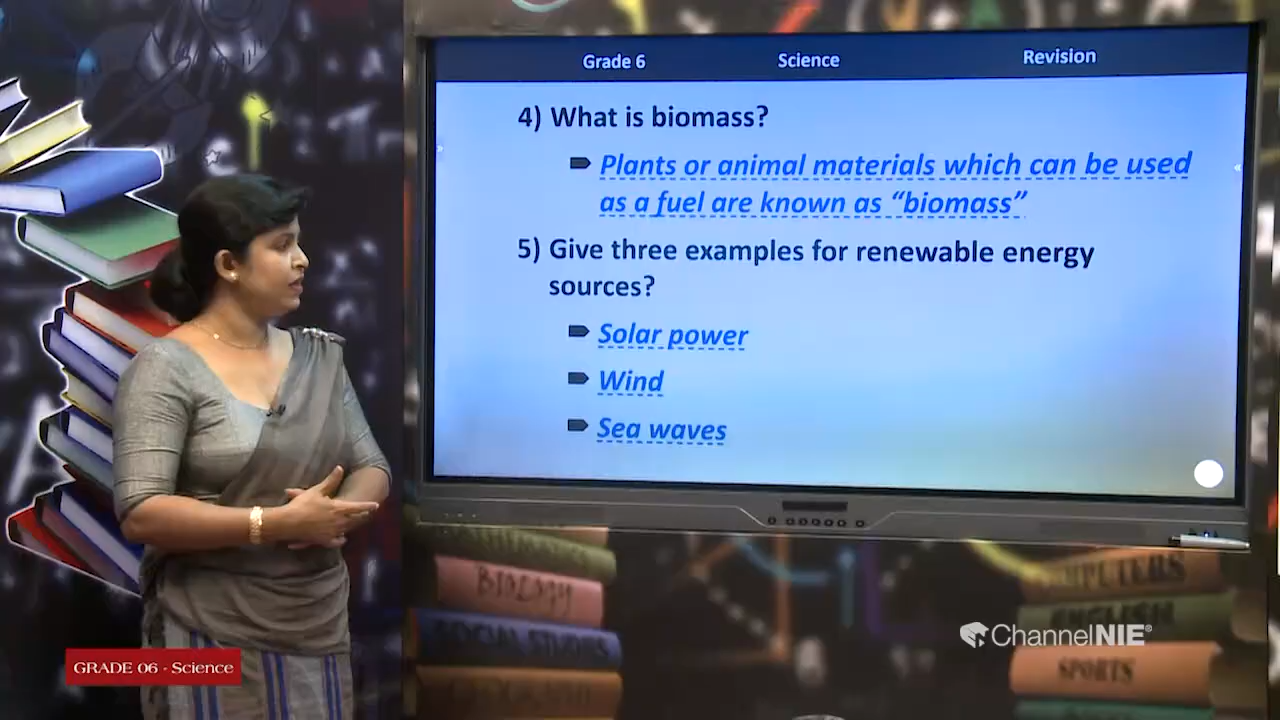 Grade 6 Science Revision
4) What is biomass?
Plants or animal materials which can be used
as a fuel are known as “biomass”
5) Give three examples for renewable energy
sources?
Solar power
Wind
Sea waves
BIOLOGY
SOCIAL STUDIES
COMPUTERS
ENGLISH
SPORTS
ChannelNIE®
GRADE 06 - Science